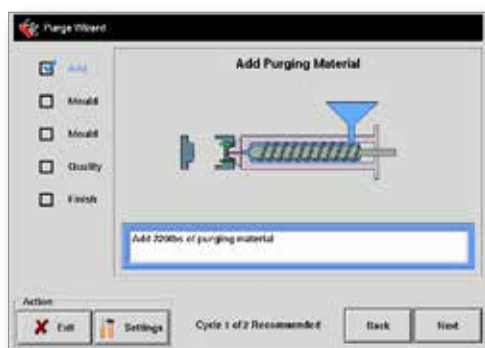 Purge Wizard
Add
Mould
Mould
Quality
Finish
Add Purging Material
Add 220lbs of purging material
Action
Exit
Settings
Cycle 1 of 2 Recommended
Back
Next